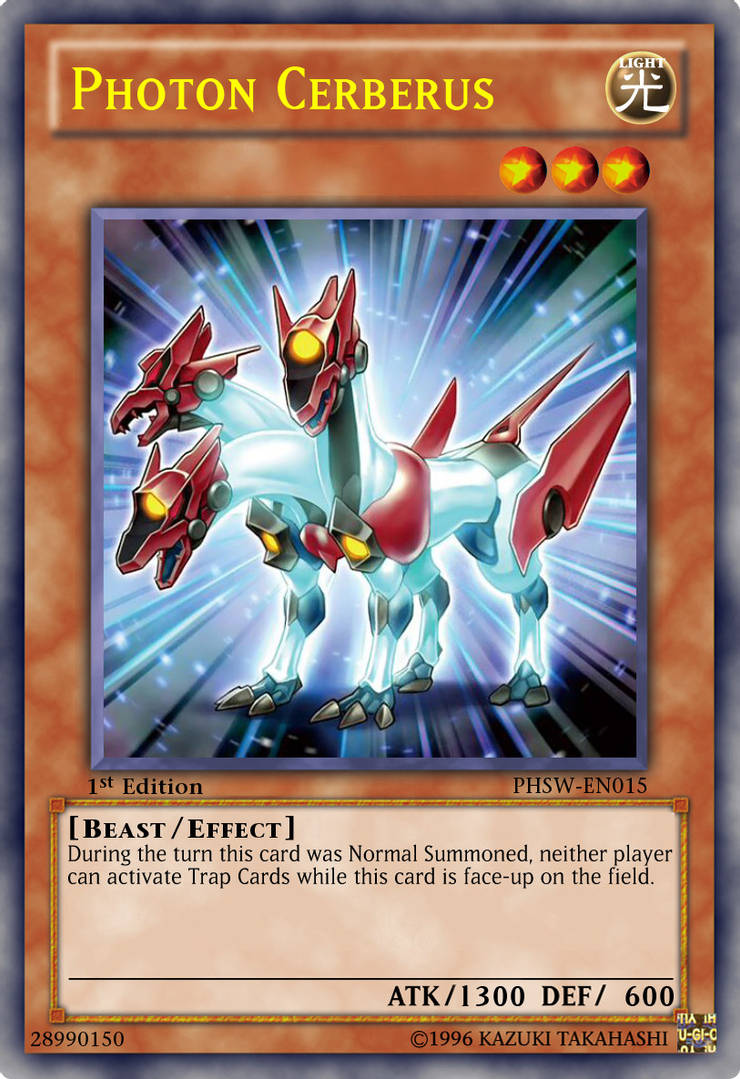 PHOTON CERBERUS
LIGHT
光
1st Edition
PHSW-EN015
[BEAST/EFFECT]
During the turn this card was Normal Summoned, neither player
can activate Trap Cards while this card is face-up on the field.
ATK/1300 DEF/ 600
28990150
©1996 KAZUKI TAKAHASHI